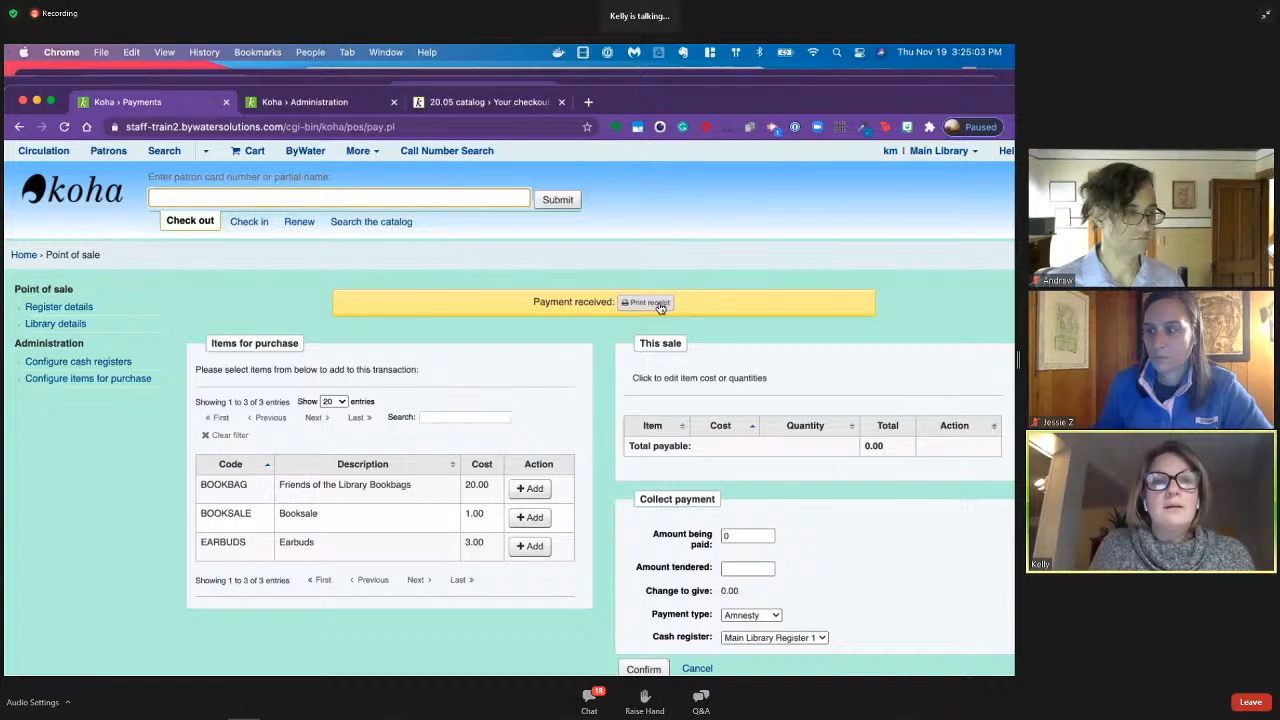 Recording
Kelly is talking...
Chrome File Edit View History Bookmarks People Tab Window Help Thu Nov 19 3:25:03 PM
Koha › Payments
Koha › Administration
20.05 catalog › Your checkout
staff-train2.bywatersolutions.com/cgi-bin/koha/pos/pay.pl
Paused
Circulation Patrons Search Cart ByWater More Call Number Search km Main Library Hel
koha
Enter patron card number or partial name:
Submit
Check out Check in Renew Search the catalog
Home › Point of sale
Point of sale
Register details
Library details
Administration
Configure cash registers
Configure items for purchase
Payment received: Print receipt
Items for purchase
Please select items from below to add to this transaction:
Showing 1 to 3 of 3 entries Show 20 entries
First Previous Next Last Search:
Clear filter
Code Description Cost Action
BOOKBAG Friends of the Library Bookbags 20.00 + Add
BOOKSALE Booksale 1.00 + Add
EARBUDS Earbuds 3.00 + Add
Showing 1 to 3 of 3 entries First Previous Next Last
This sale
Click to edit item cost or quantities
Item Cost Quantity Total Action
Total payable: 0.00
Collect payment
Amount being
paid: 0
Amount tendered:
Change to give: 0.00
Payment type: Amnesty
Cash register: Main Library Register 1
Confirm Cancel
Andrew
Jessie Z
Kelly
Audio Settings
18
Chat
Raise Hand
Q&A
Leave